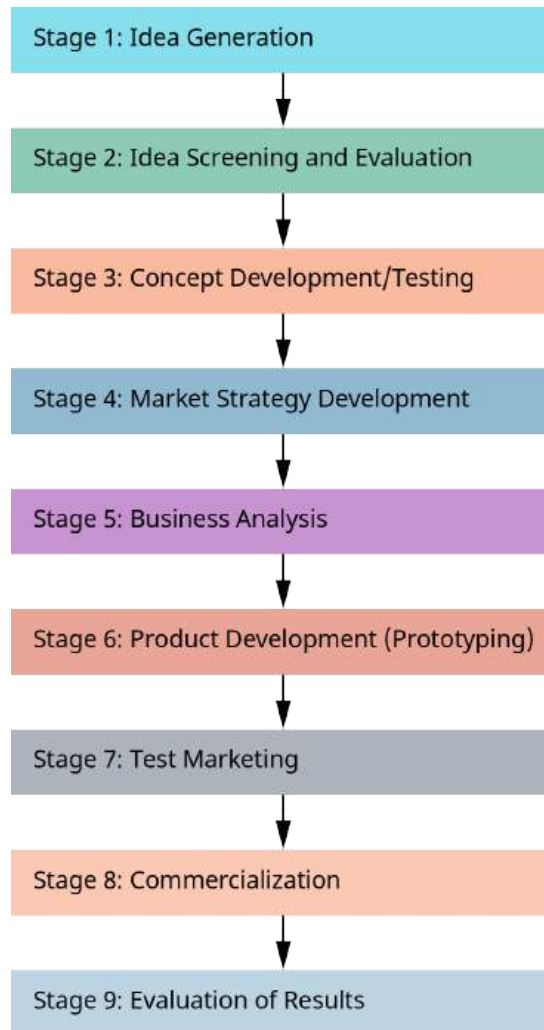 Stage 1: Idea Generation
Stage 2: Idea Screening and Evaluation
Stage 3: Concept Development/Testing
Stage 4: Market Strategy Development
Stage 5: Business Analysis
Stage 6: Product Development (Prototyping)
Stage 7: Test Marketing
Stage 8: Commercialization
Stage 9: Evaluation of Results